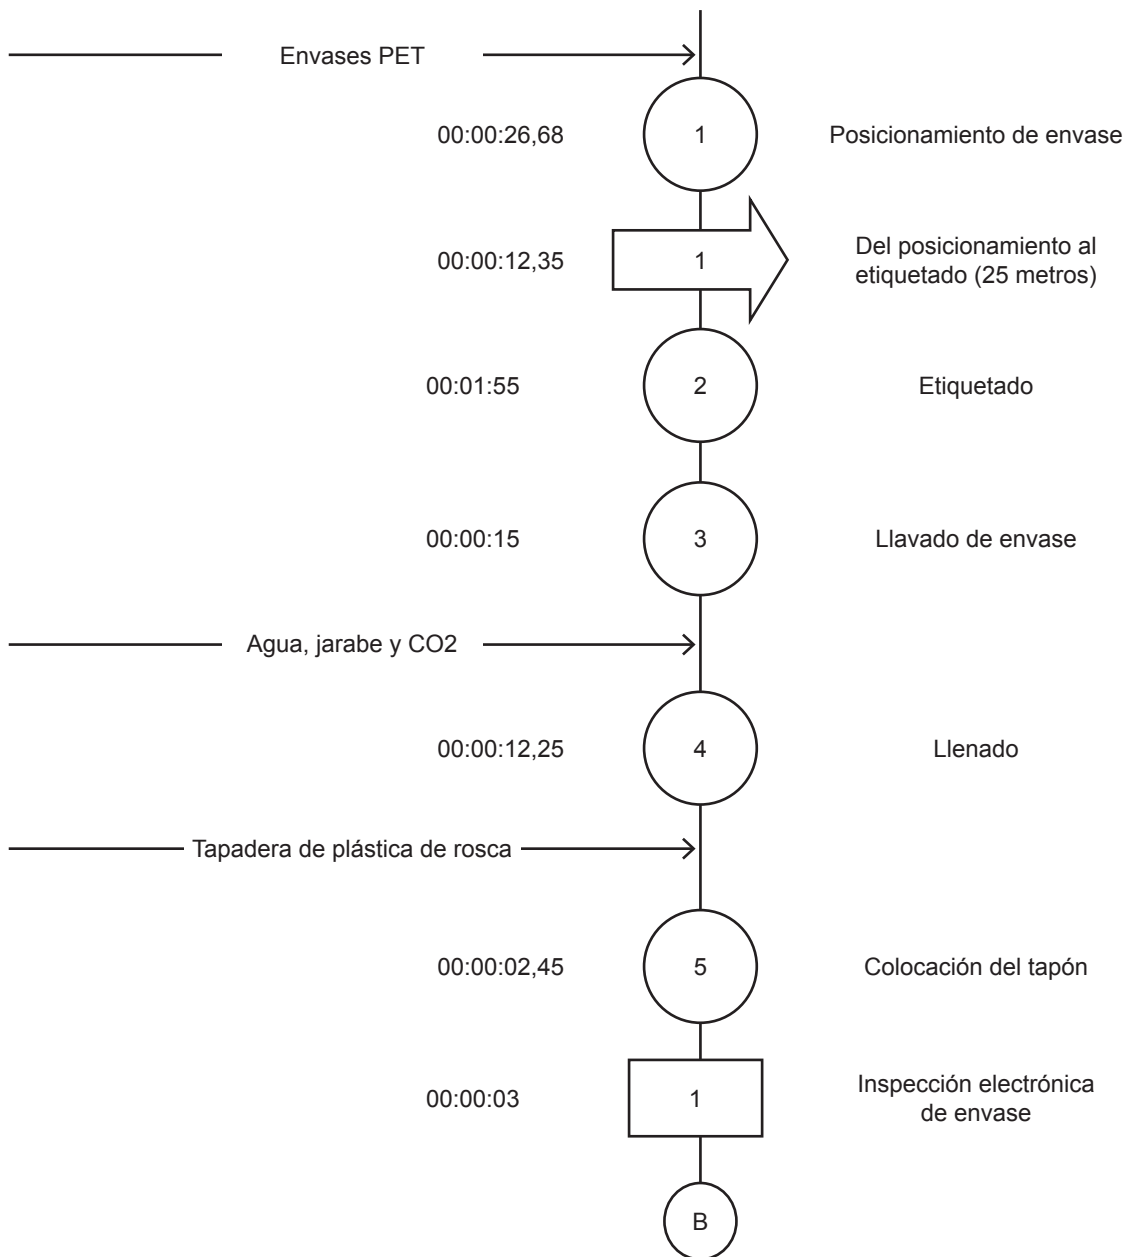 Envases PET
00:00:26,68
1
Posicionamiento de envase
00:00:12,35
1
Del posicionamiento al
etiquetado (25 metros)
00:01:55
2
Etiquetado
00:00:15
3
Llavado de envase
Agua, jarabe y CO2
00:00:12,25
4
Llenado
Tapadera de plástica de rosca
00:00:02,45
5
Colocación del tapón
00:00:03
1
Inspección electrónica
de envase
B